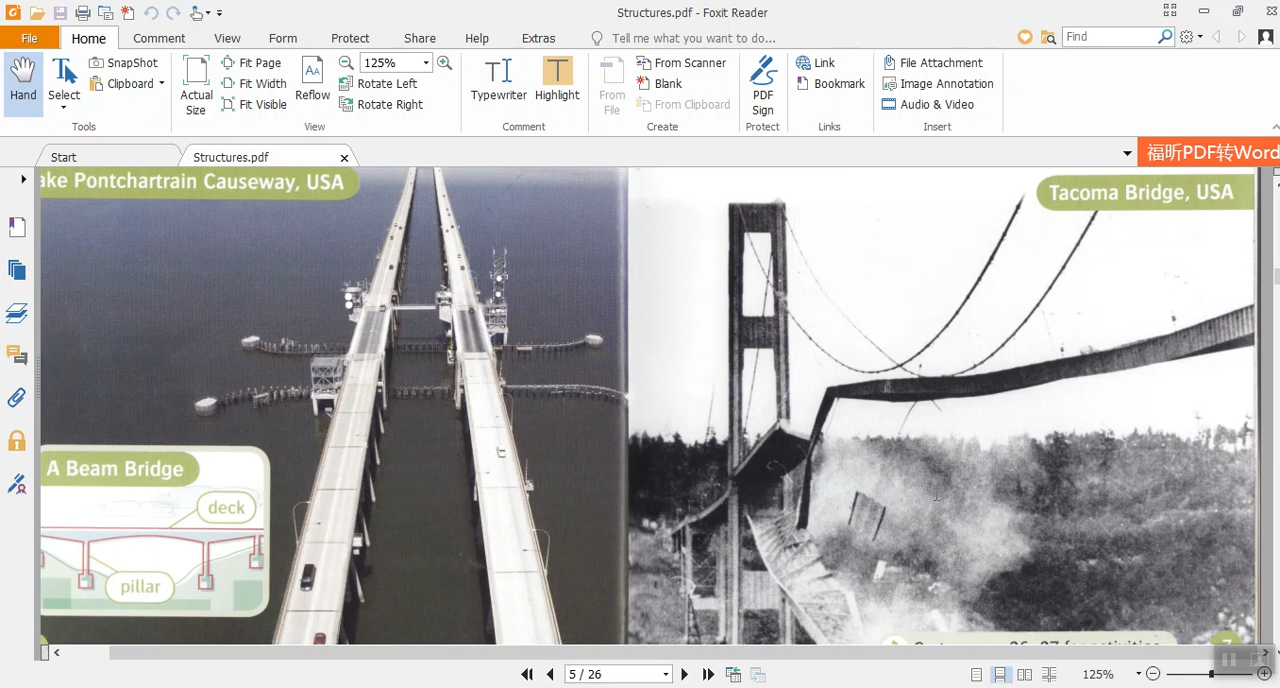 Structures.pdf - Foxit Reader
File Home Comment View Form Protect Share Help Extras Tell me what you want to do... Find
Hand
Select
SnapShot
Clipboard
Tools
Actual Size
Fit Page
Fit Width
Fit Visible
Reflow
125%
Rotate Left
Rotate Right
View
Typewriter
Highlight
Comment
From File
From Scanner
Blank
From Clipboard
Create
PDF Sign
Protect
Link
Bookmark
Links
File Attachment
Image Annotation
Audio & Video
Insert
Start
Structures.pdf
福昕PDF转Word
ake Pontchartrain Causeway, USA
Tacoma Bridge, USA
A Beam Bridge
deck
pillar
5 / 26
125%